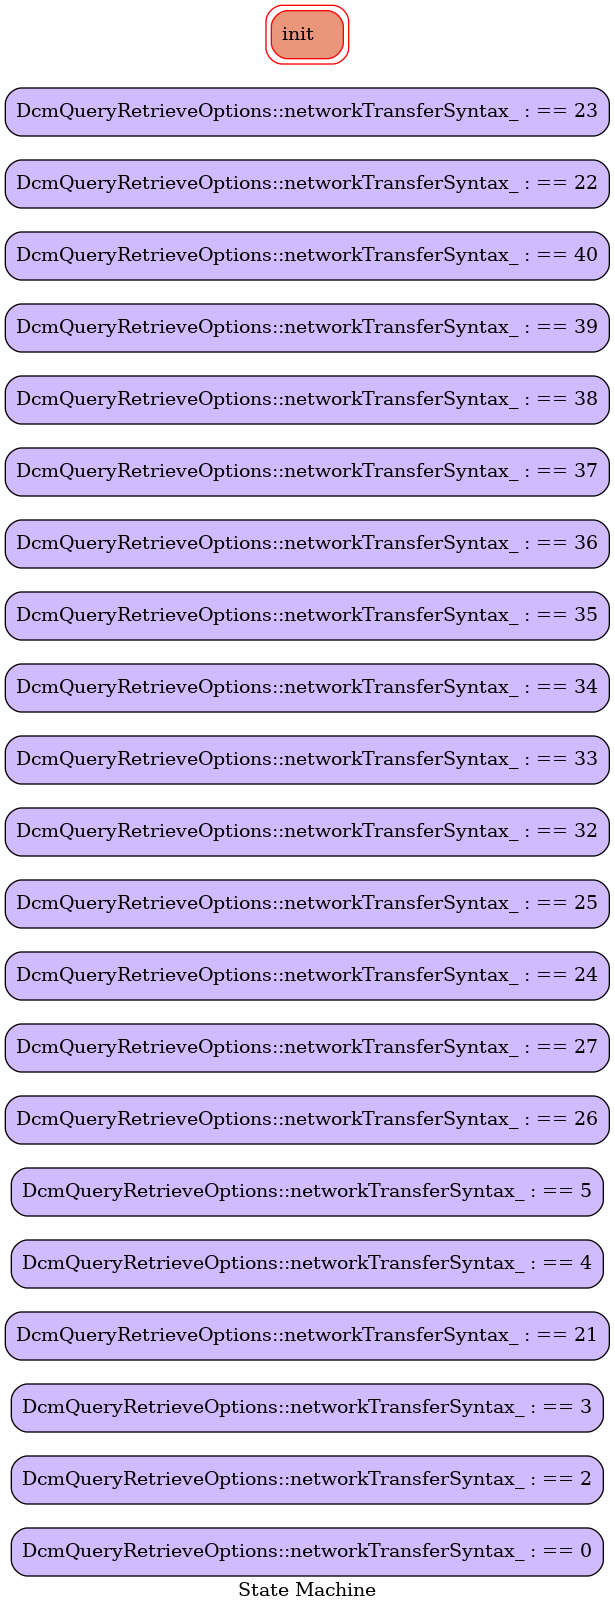 init
DcmQueryRetrieveOptions::networkTransferSyntax_ : == 23
DcmQueryRetrieveOptions::networkTransferSyntax_ : == 22
DcmQueryRetrieveOptions::networkTransferSyntax_ : == 40
DcmQueryRetrieveOptions::networkTransferSyntax_ : == 39
DcmQueryRetrieveOptions::networkTransferSyntax_ : == 38
DcmQueryRetrieveOptions::networkTransferSyntax_ : == 37
DcmQueryRetrieveOptions::networkTransferSyntax_ : == 36
DcmQueryRetrieveOptions::networkTransferSyntax_ : == 35
DcmQueryRetrieveOptions::networkTransferSyntax_ : == 34
DcmQueryRetrieveOptions::networkTransferSyntax_ : == 33
DcmQueryRetrieveOptions::networkTransferSyntax_ : == 32
DcmQueryRetrieveOptions::networkTransferSyntax_ : == 25
DcmQueryRetrieveOptions::networkTransferSyntax_ : == 24
DcmQueryRetrieveOptions::networkTransferSyntax_ : == 27
DcmQueryRetrieveOptions::networkTransferSyntax_ : == 26
DcmQueryRetrieveOptions::networkTransferSyntax_ : == 5
DcmQueryRetrieveOptions::networkTransferSyntax_ : == 4
DcmQueryRetrieveOptions::networkTransferSyntax_ : == 21
DcmQueryRetrieveOptions::networkTransferSyntax_ : == 3
DcmQueryRetrieveOptions::networkTransferSyntax_ : == 2
DcmQueryRetrieveOptions::networkTransferSyntax_ : == 0
State Machine